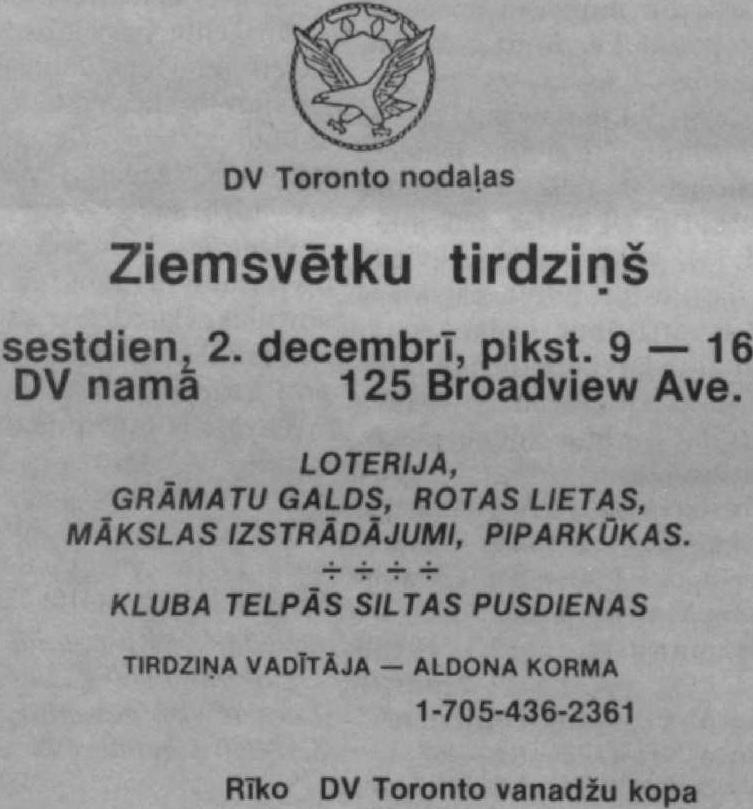 DV Toronto nodaļas
Ziemsvētku tirdziņš
sestdien, 2. decembrī, plkst. 9 — 16
DV namā 125 Broadview Ave.
LOTERIJA,
GRĀMATU GALDS, ROTAS LIETAS,
MĀKSLAS IZSTRĀDĀJUMI, PIPARKŪKAS.
÷ ÷ ÷ ÷
KLUBA TELPĀS SILTAS PUSDIENAS
TIRDZIŅA VADĪTĀJA — ALDONA KORMA
1-705-436-2361
Rīko DV Toronto vanadžu kopa